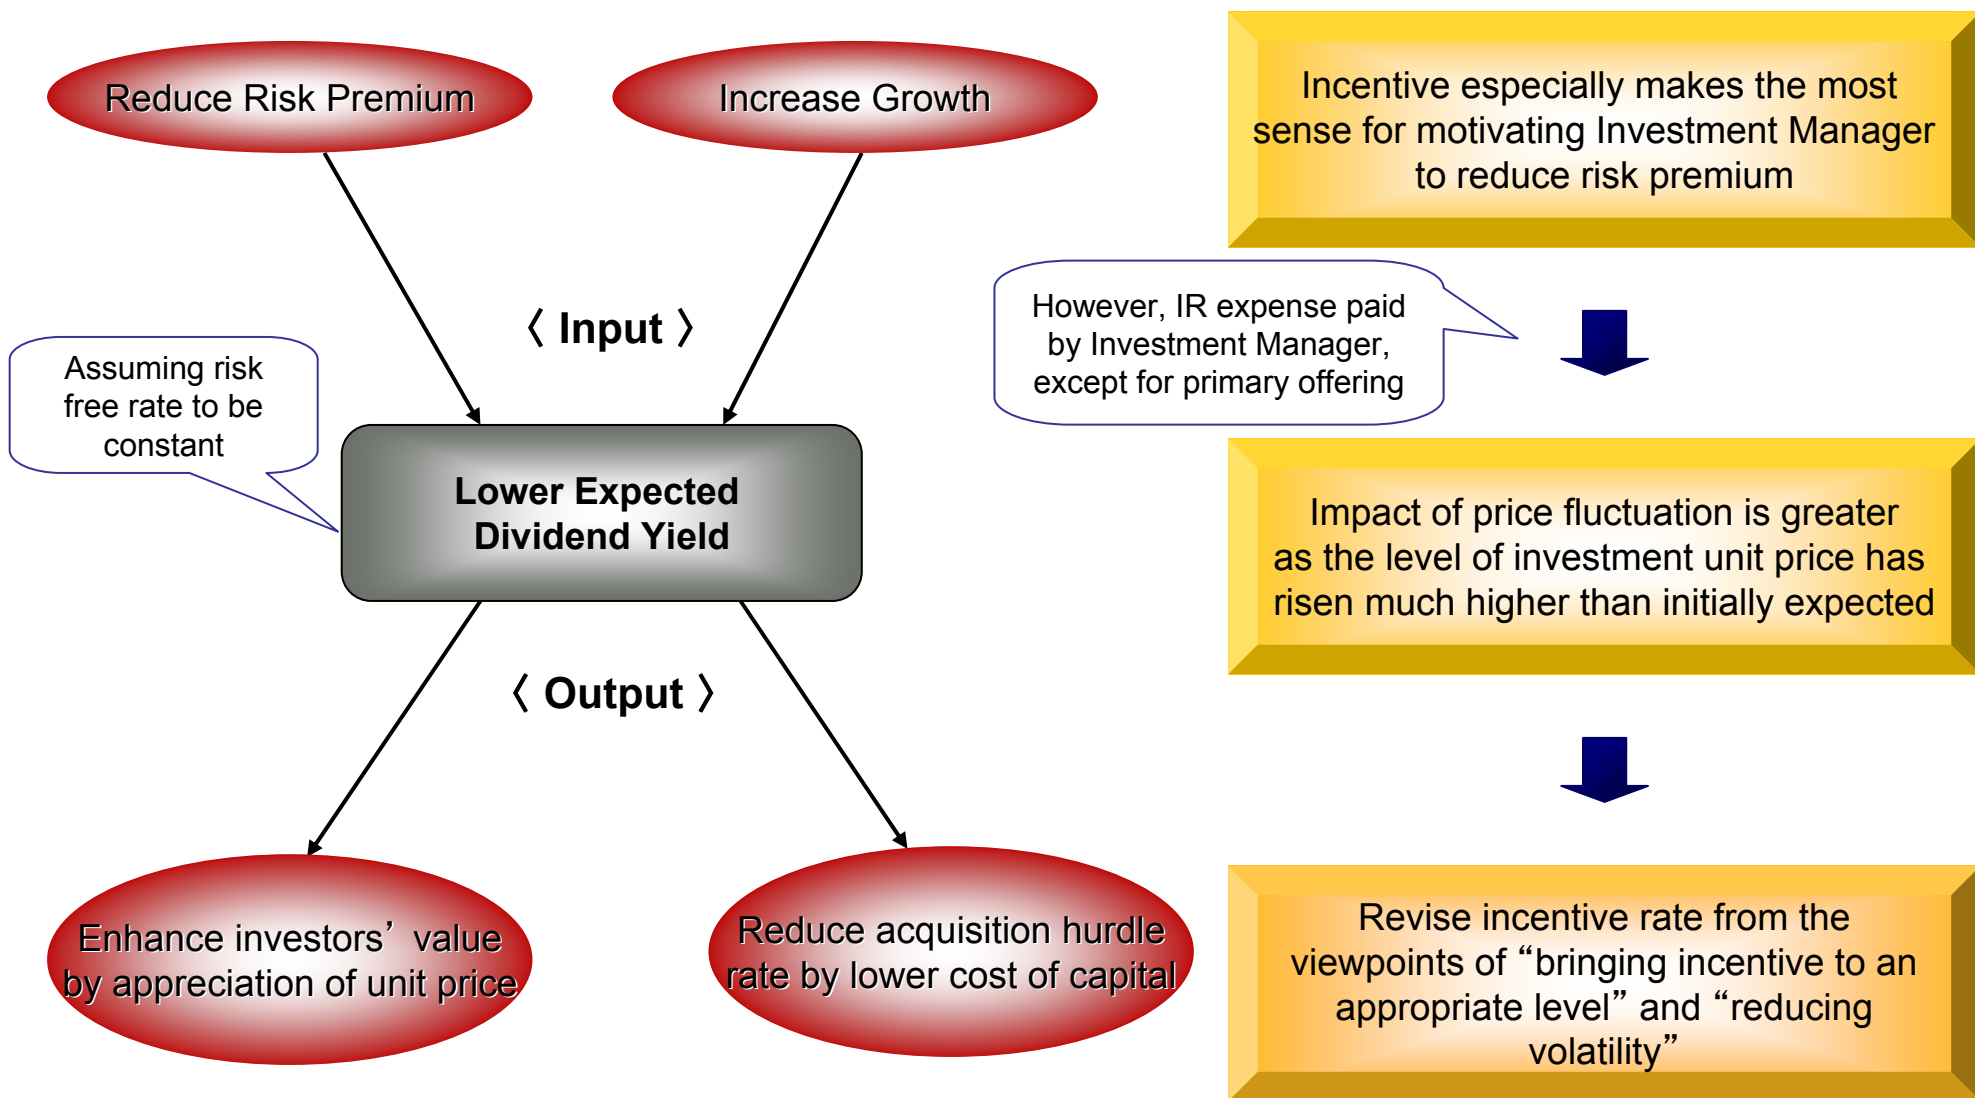 Reduce Risk Premium
Increase Growth
〈 Input 〉
Assuming risk
free rate to be
constant
Lower Expected
Dividend Yield
〈 Output 〉
Enhance investors’ value
by appreciation of unit price
Reduce acquisition hurdle
rate by lower cost of capital
Incentive especially makes the most
sense for motivating Investment Manager
to reduce risk premium
However, IR expense paid
by Investment Manager,
except for primary offering
Impact of price fluctuation is greater
as the level of investment unit price has
risen much higher than initially expected
Revise incentive rate from the
viewpoints of “bringing incentive to an
appropriate level” and “reducing
volatility”